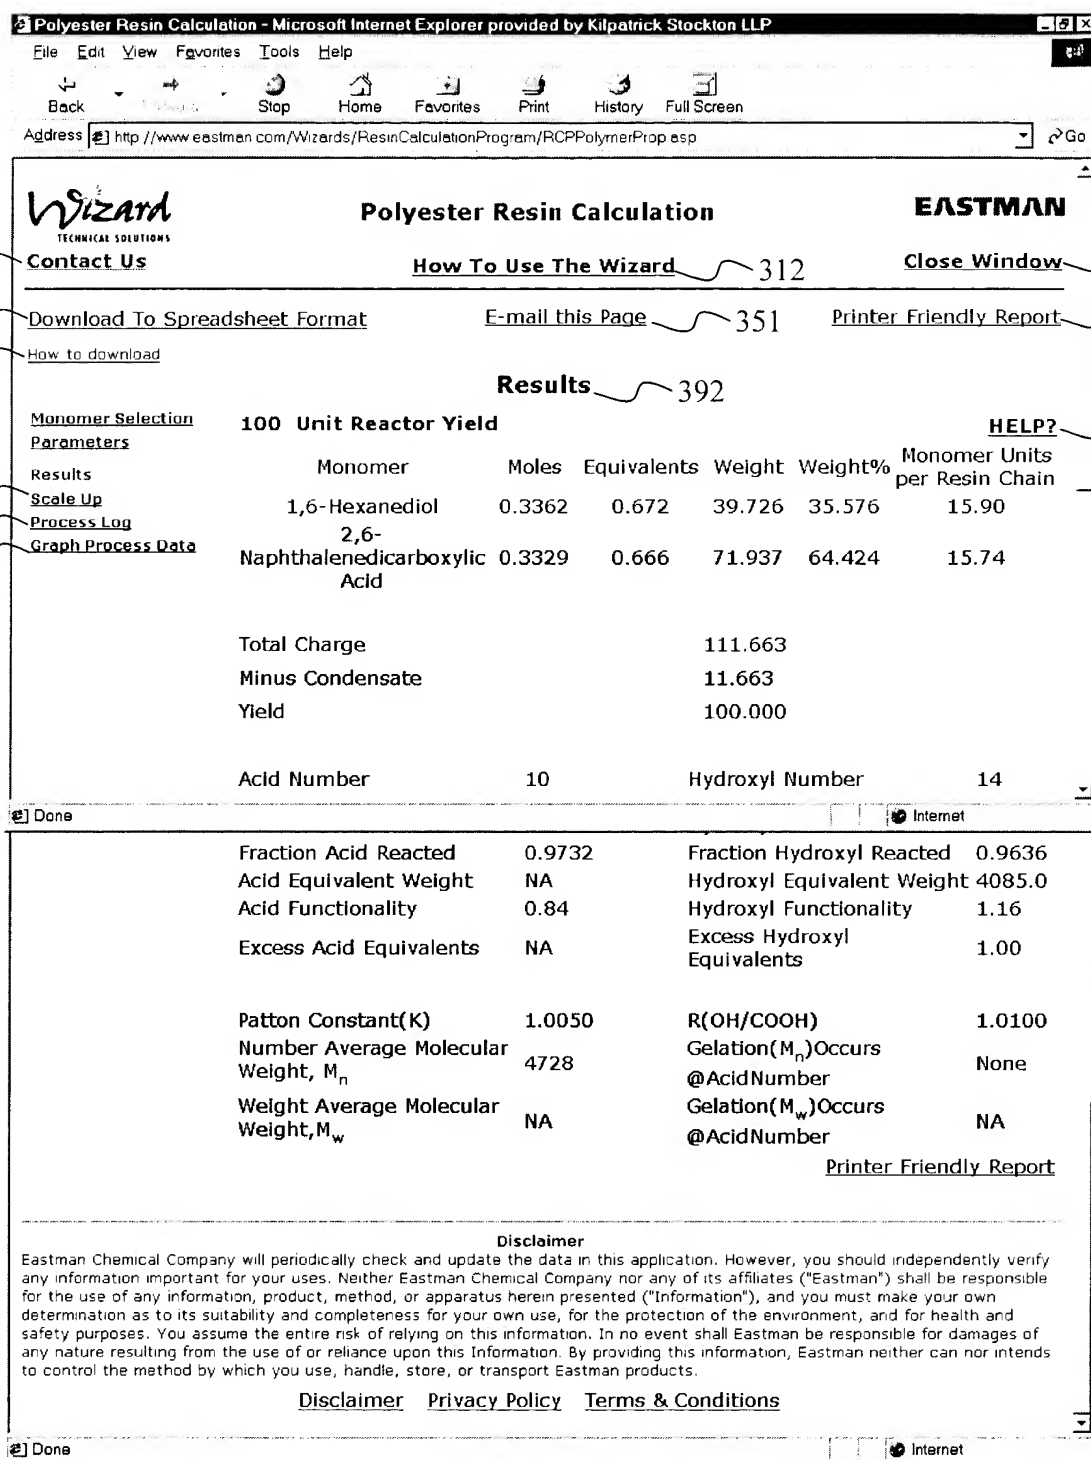 Polyester Resin Calculation - Microsoft Internet Explorer provided by Kilpatrick Stockton LLP
File Edit View Favorites Tools Help
Back Stop Home Favorites Print History Full Screen
Address http //www eastman com/Wizards/ResinCalculationProgram/RCPPolymerProp asp Go
Wizard Polyester Resin Calculation EASTMAN
TECHNICAL SOLUTIONS
Contact Us How To Use The Wizard 312 Close Window
Download To Spreadsheet Format E-mail this Page 351 Printer Friendly Report
How to download
Results 392
Monomer Selection 100 Unit Reactor Yield HELP?
Parameters
Results Monomer Moles Equivalents Weight Weight% Monomer Units per Resin Chain
Scale Up 1,6-Hexanediol 0.3362 0.672 39.726 35.576 15.90
Process Log
Graph Process Data 2,6-
Naphthalenedicarboxylic 0.3329 0.666 71.937 64.424 15.74
Acid
Total Charge 111.663
Minus Condensate 11.663
Yield 100.000
Acid Number 10 Hydroxyl Number 14
Done Internet
Fraction Acid Reacted 0.9732 Fraction Hydroxyl Reacted 0.9636
Acid Equivalent Weight NA Hydroxyl Equivalent Weight 4085.0
Acid Functionality 0.84 Hydroxyl Functionality 1.16
Excess Acid Equivalents NA Excess Hydroxyl Equivalents 1.00
Patton Constant(K) 1.0050 R(OH/COOH) 1.0100
Number Average Molecular Weight, Mn 4728 Gelation(Mn)Occurs @AcidNumber None
Weight Average Molecular Weight,Mw NA Gelation(Mw)Occurs @AcidNumber NA
Printer Friendly Report
Disclaimer
Eastman Chemical Company will periodically check and update the data in this application. However, you should independently verify
any information important for your uses. Neither Eastman Chemical Company nor any of its affiliates ("Eastman") shall be responsible
for the use of any information, product, method, or apparatus herein presented ("Information"), and you must make your own
determination as to its suitability and completeness for your own use, for the protection of the environment, and for health and
safety purposes. You assume the entire risk of relying on this information. In no event shall Eastman be responsible for damages of
any nature resulting from the use of or reliance upon this Information. By providing this information, Eastman neither can nor intends
to control the method by which you use, handle, store, or transport Eastman products.
Disclaimer Privacy Policy Terms & Conditions
Done Internet